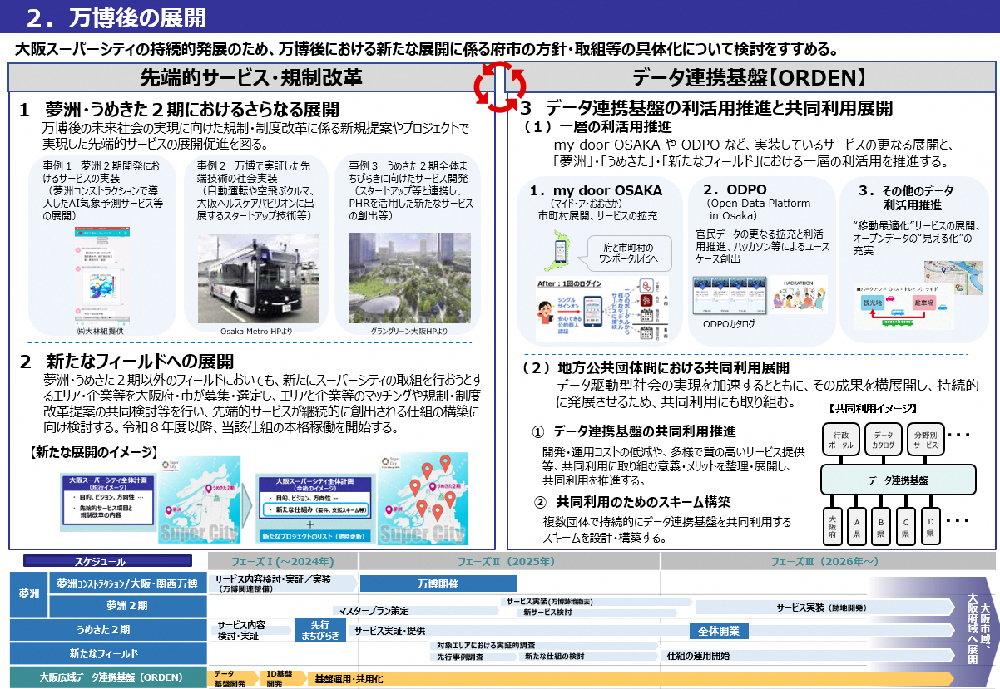 ２．万博後の展開
大阪スーパーシティの持続的発展のため、万博後における新たな展開に係る府市の方針・取組等の具体化について検討をすすめる。
先端的サービス・規制改革
１ 夢洲・うめきた２期におけるさらなる展開
万博後の未来社会の実現に向けた規制・制度改革に係る新規提案やプロジェクトで
実現した先端的サービスの展開促進を図る。
事例１ 夢洲２期開発にお
けるサービスの実装
（夢洲コンストラクションで導
入したAI気象予測サービス等
の展開）
㈱大林組提供
事例２ 万博で実証した先
端技術の社会実装
（自動運転や空飛ぶクルマ、
大阪ヘルスケアパビリオンに出
展するスタートアップ技術等）
Osaka Metro HPより
事例３ うめきた２期全体ま
ちびらきに向けたサービス開発
（スタートアップ等と連携し、
PHRを活用した新たなサービス
の創出等）
グラングリーン大阪HPより
２ 新たなフィールドへの展開
夢洲・うめきた２期以外のフィールドにおいても、新たにスーパーシティの取組を行おうとす
るエリア・企業等を大阪府・市が募集・選定し、エリアと企業等のマッチングや規制・制度
改革提案の共同検討等を行い、先端的サービスが継続的に創出される仕組の構築に
向け検討する。令和８年度以降、当該仕組の本格稼働を開始する。
【新たな展開のイメージ】
大阪スーパーシティ全体計画
（現行イメージ）
・ 目的、ビジョン、方向性 …
・ 先端的サービス項目と
規制改革の内容
Super City
うめきた２期
夢洲
Super City
大阪スーパーシティ全体計画
（今後のイメージ）
・ 目的、ビジョン、方向性 …
・ 新たな仕組み（要件、支援スキーム等）
＋
新たなプロジェクトのリスト（随時更新）
Super City
うめきた２期
夢洲
Super City
データ連携基盤【ORDEN】
３ データ連携基盤の利活用推進と共同利用展開
（１）一層の利活用推進
my door OSAKA や ODPO など、実装しているサービスの更なる展開と、
「夢洲」・「うめきた」・「新たなフィールド」における一層の利活用を推進する。
１．my door OSAKA
（マイド・ア・おおさか）
市町村展開、サービスの拡充
府と市町村の
ワンポータル化へ
After：1回のログイン
シングル
サインオン
安心できる
公的個人
認証
一つのポータルから
様々なデジタル
サービスに接続
A市
B市
２．ODPO
（Open Data Platform
in Osaka）
官民データの更なる拡充と利活
用推進、ハッカソン等によるユース
ケース創出
HACKATHON
ODPOカタログ
３．その他のデータ
利活用推進
“移動最適化”サービスの展開、
オープンデータの“見える化”の
充実
■パークアンド（バス・トレイン）ライド
観光地
駐車場
（２）地方公共団体間における共同利用展開
データ駆動型社会の実現を加速するとともに、その成果を横展開し、持続的
に発展させるため、共同利用にも取り組む。
① データ連携基盤の共同利用推進
開発・運用コストの低減や、多様で質の高いサービス提供
等、共同利用に取り組む意義・メリットを整理・展開し、
共同利用を推進する。
② 共同利用のためのスキーム構築
複数団体で持続的にデータ連携基盤を共同利用する
スキームを設計・構築する。
【共同利用イメージ】
行政
ポータル
データ
カタログ
分野別
サービス
･･･
データ連携基盤
大阪府
A県
B県
C県
D県
･･･
スケジュール
フェーズⅠ(～2024年)
フェーズⅡ（2025年）
フェーズⅢ（2026年～）
夢洲
夢洲コンストラクション/大阪・関西万博
サービス内容検討・実証／実装
（万博関連整備）
万博開催
夢洲２期
マスタープラン策定
サービス実装(万博跡地撤去)
新サービス検討
サービス実装（跡地開発）
うめきた２期
サービス内容
検討・実証
先行
まちびらき
サービス実証・提供
全体開業
新たなフィールド
対象エリアにおける実証的調査
先行事例調査
新たな仕組の検討
仕組の運用開始
大阪広域データ連携基盤（ORDEN）
データ
基盤開発
ID基盤
開発
基盤運用・共用化
大阪市域、
大阪府域へ展開